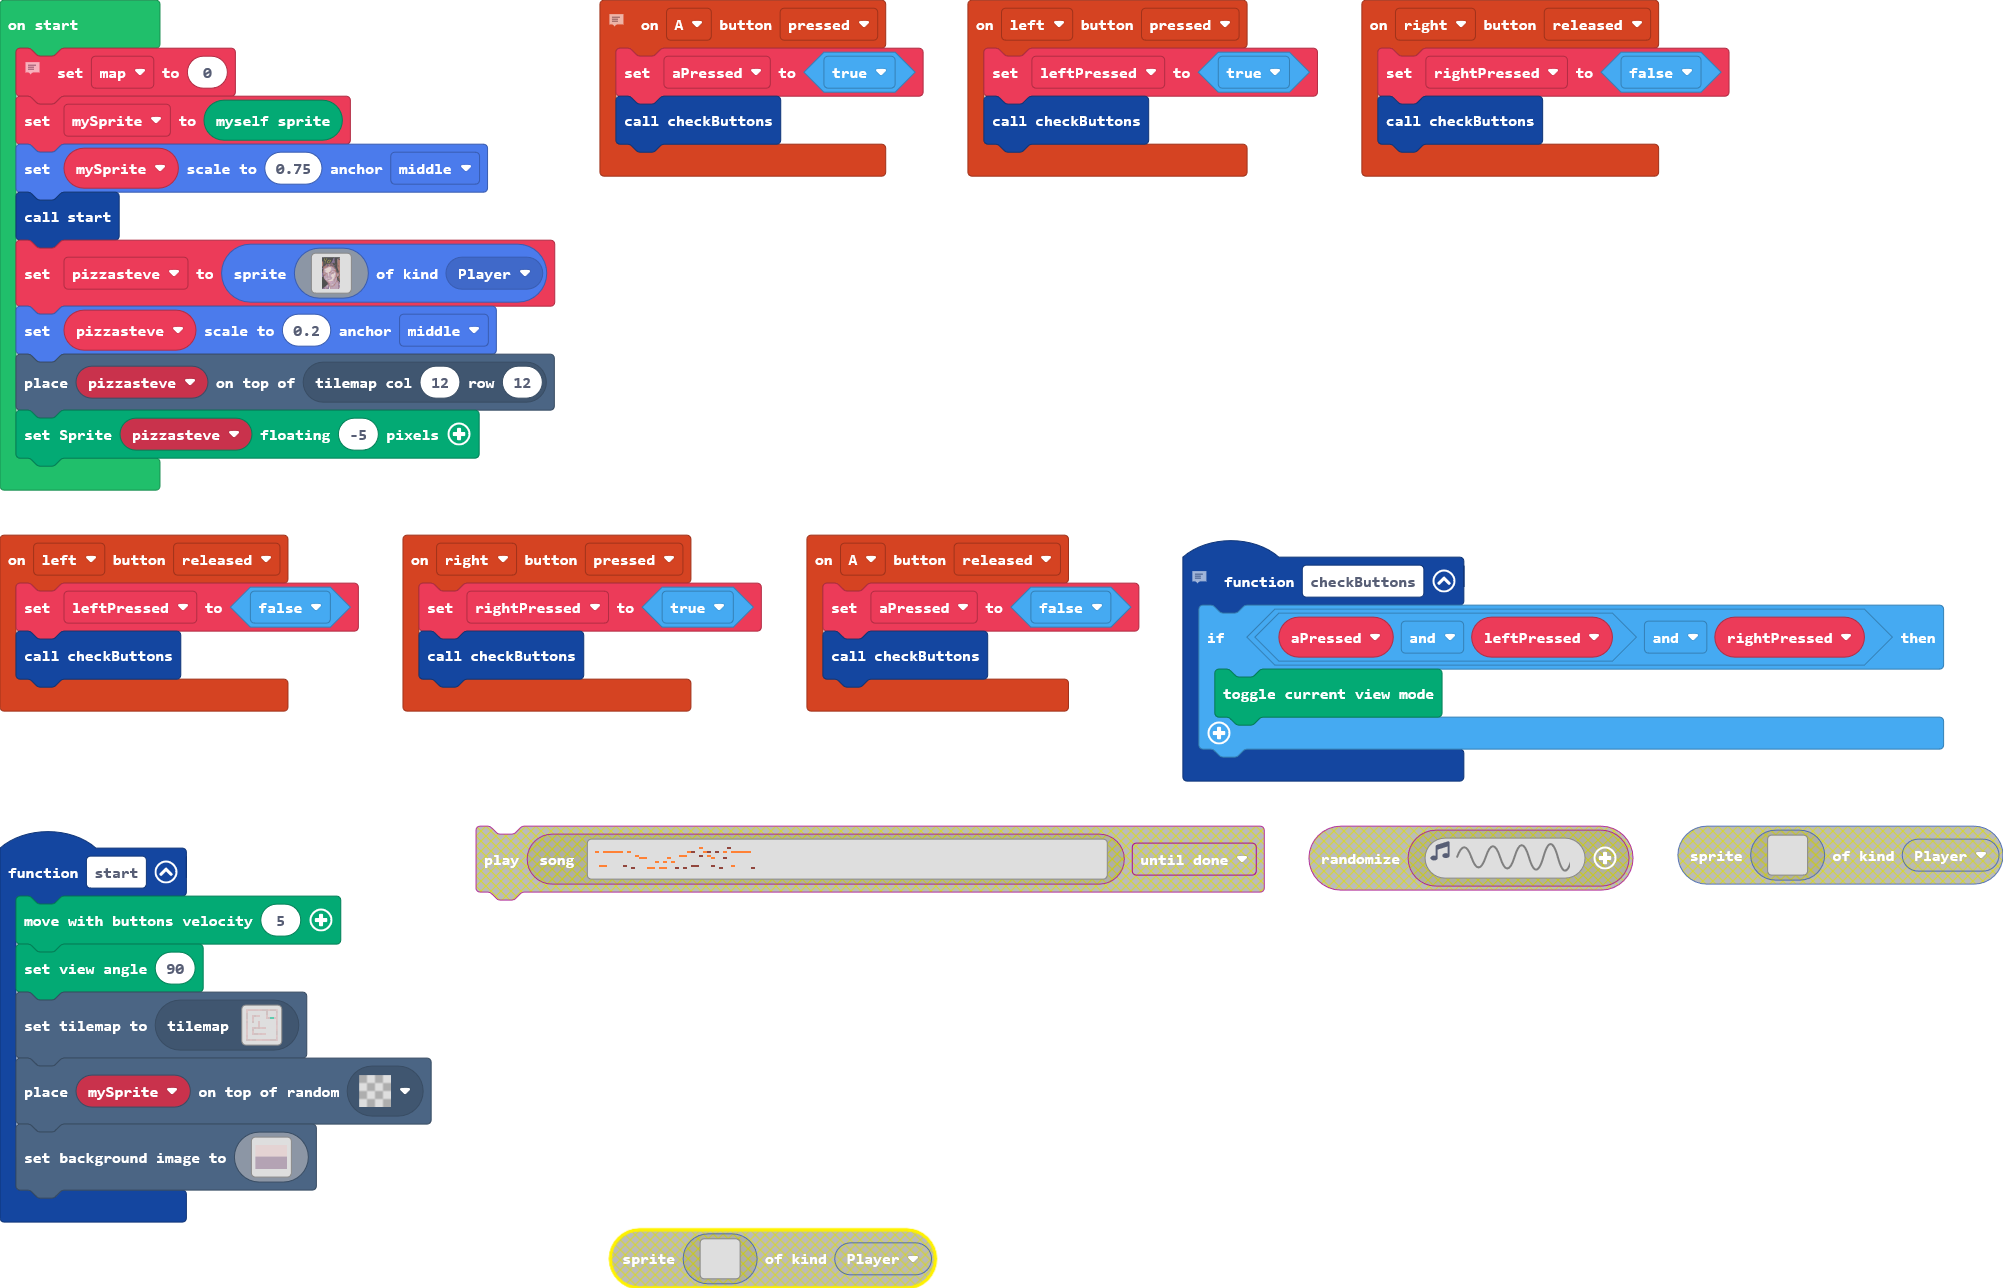 on start
set map to 0
set mySprite to myself sprite
set mySprite scale to 0.75 anchor middle
call start
set pizzasteve to sprite of kind Player
set pizzasteve scale to 0.2 anchor middle
place pizzasteve on top of tilemap col 12 row 12
set Sprite pizzasteve floating -5 pixels
on A button pressed
set aPressed to true
call checkButtons
on left button pressed
set leftPressed to true
call checkButtons
on right button released
set rightPressed to false
call checkButtons
on left button released
set leftPressed to false
call checkButtons
on right button pressed
set rightPressed to true
call checkButtons
on A button released
set aPressed to false
call checkButtons
function checkButtons
if aPressed and leftPressed and rightPressed then
toggle current view mode
function start
move with buttons velocity 5
set view angle 90
set tilemap to tilemap
place mySprite on top of random
set background image to
play song until done
randomize
sprite of kind Player
sprite of kind Player